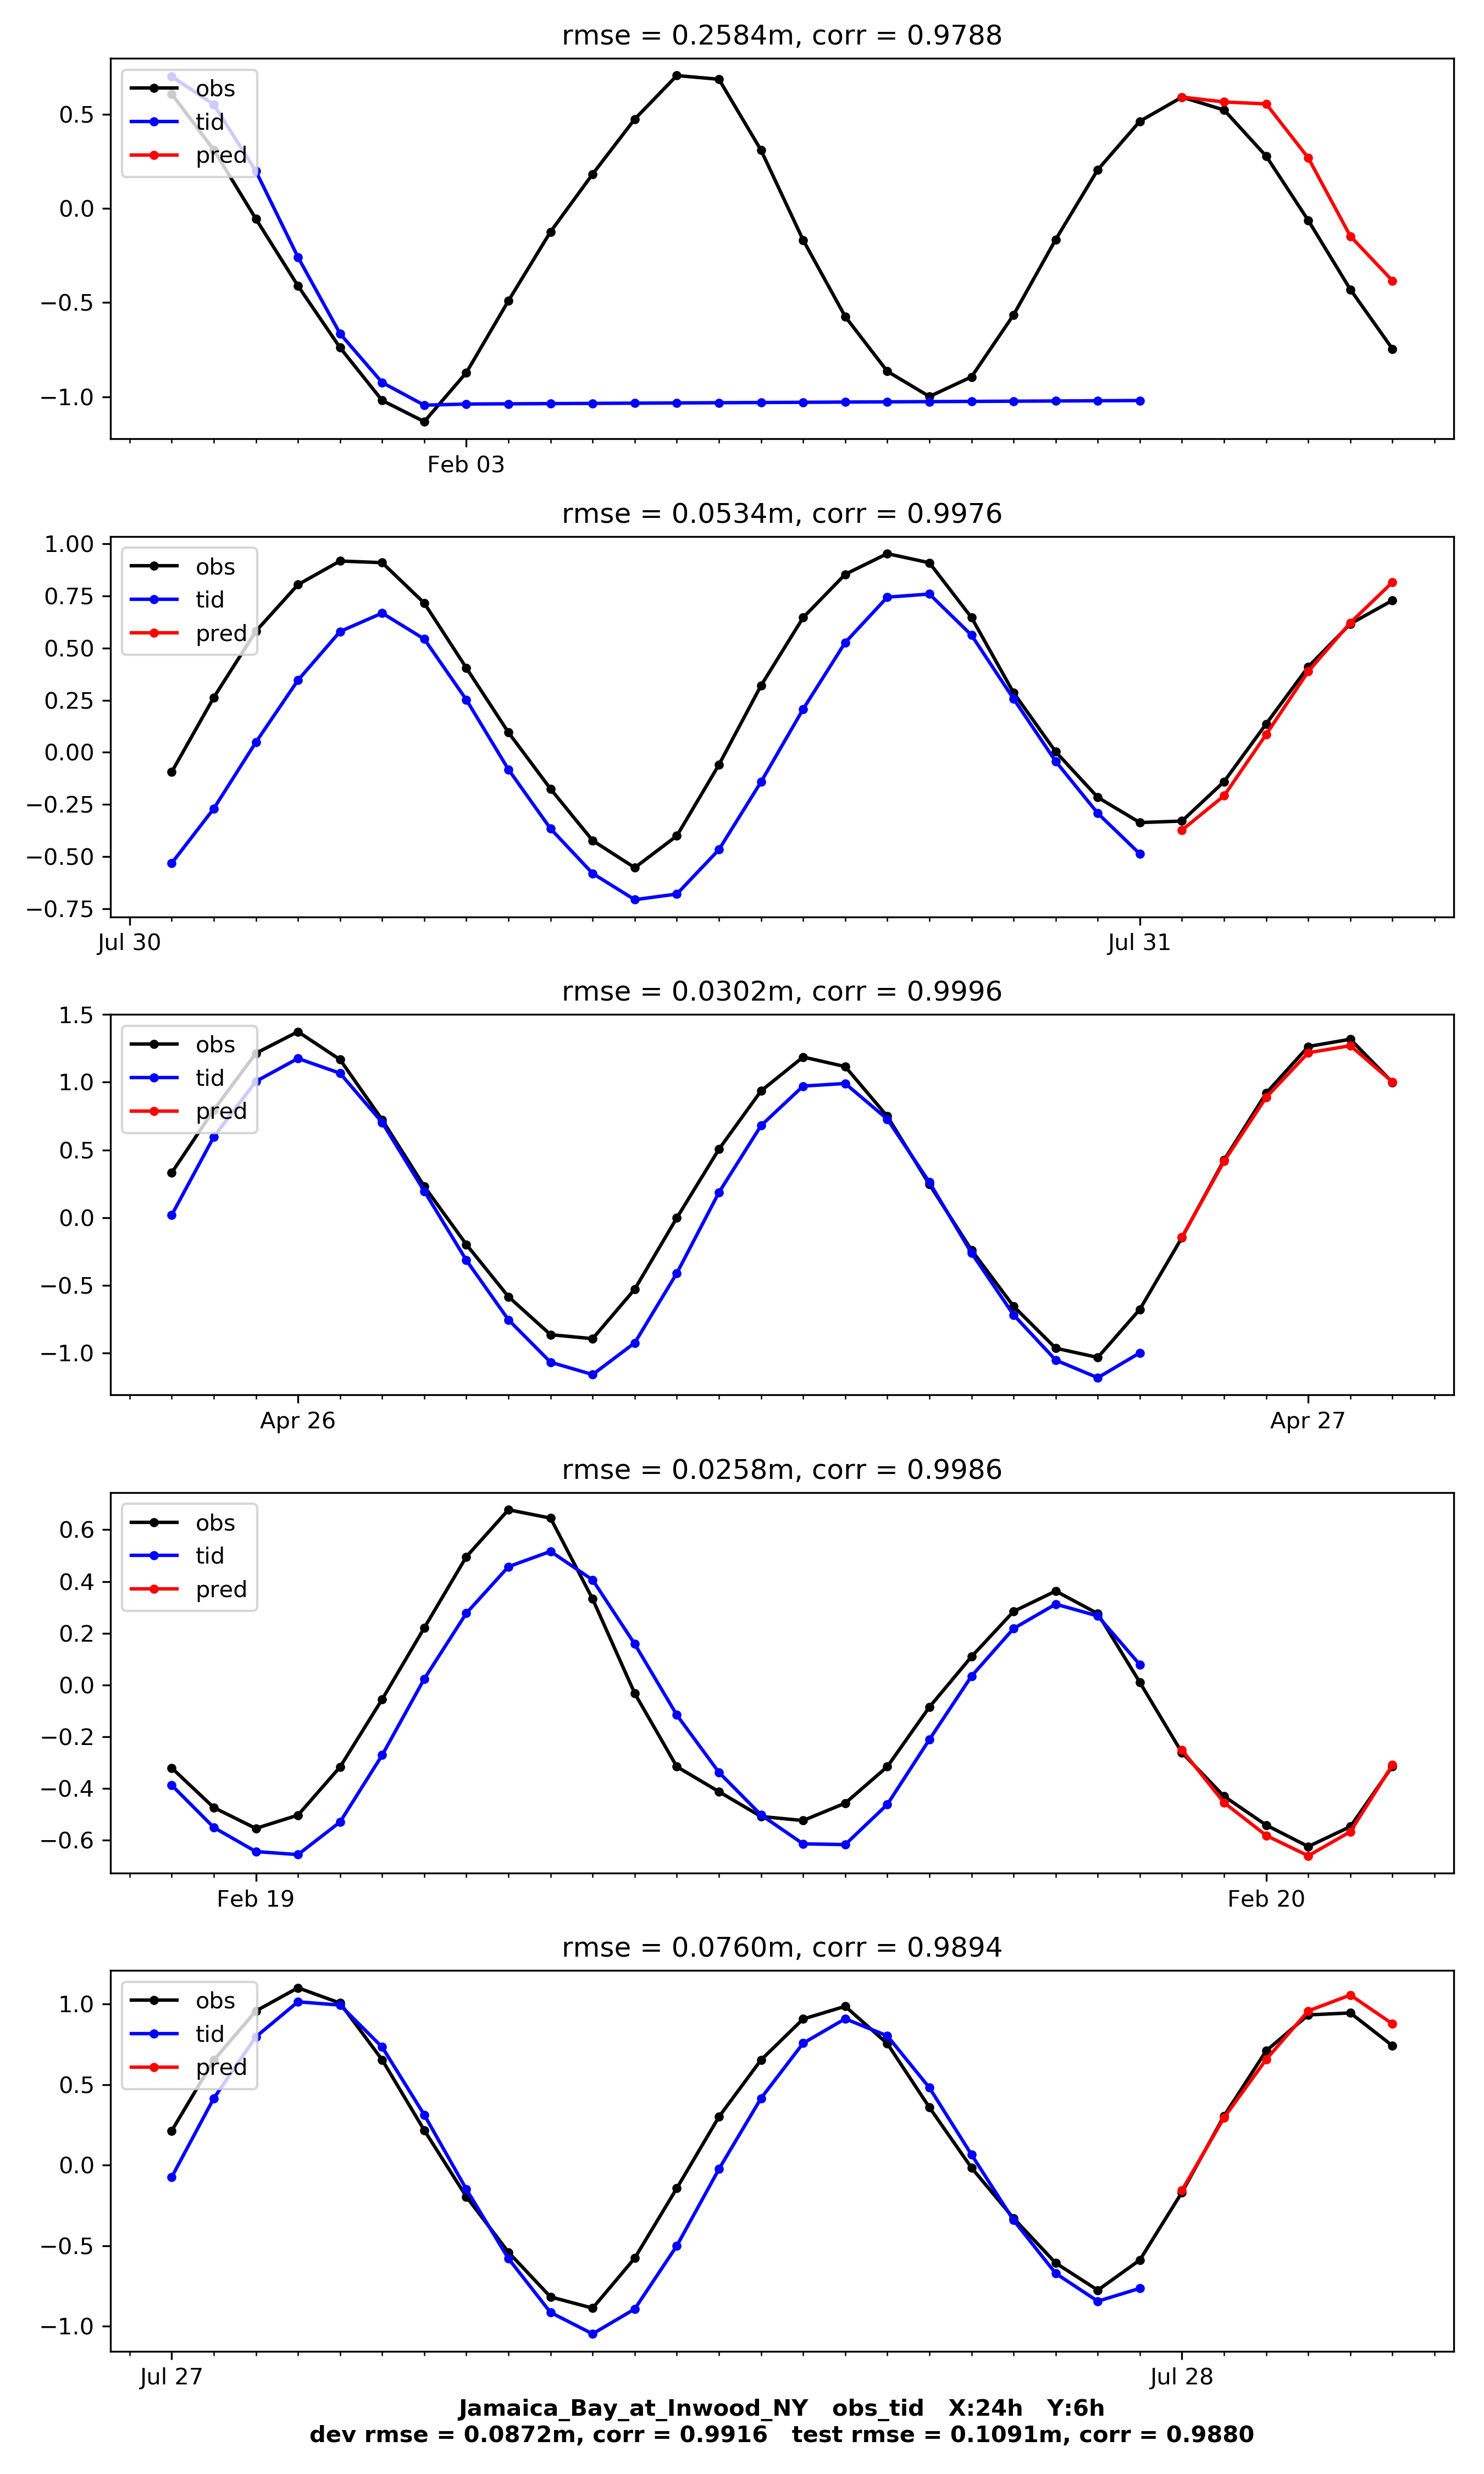 rmse = 0.2584m, corr = 0.9788
obs
tid
pred
0.5
0.0
−0.5
−1.0
Feb 03
rmse = 0.0534m, corr = 0.9976
1.00
obs
0.75
tid
pred
0.50
0.25
0.00
−0.25
−0.50
−0.75
Jul 30 Jul 31
rmse = 0.0302m, corr = 0.9996
1.5
obs
tid
1.0
pred
0.5
0.0
−0.5
−1.0
Apr 26 Apr 27
rmse = 0.0258m, corr = 0.9986
obs
0.6
tid
pred
0.4
0.2
0.0
−0.2
−0.4
−0.6
Feb 19 Feb 20
rmse = 0.0760m, corr = 0.9894
1.0
obs
tid
pred
0.5
0.0
−0.5
−1.0
Jul 27 Jul 28
Jamaica_Bay_at_Inwood_NY obs_tid X:24h Y:6h
dev rmse = 0.0872m, corr = 0.9916 test rmse = 0.1091m, corr = 0.9880